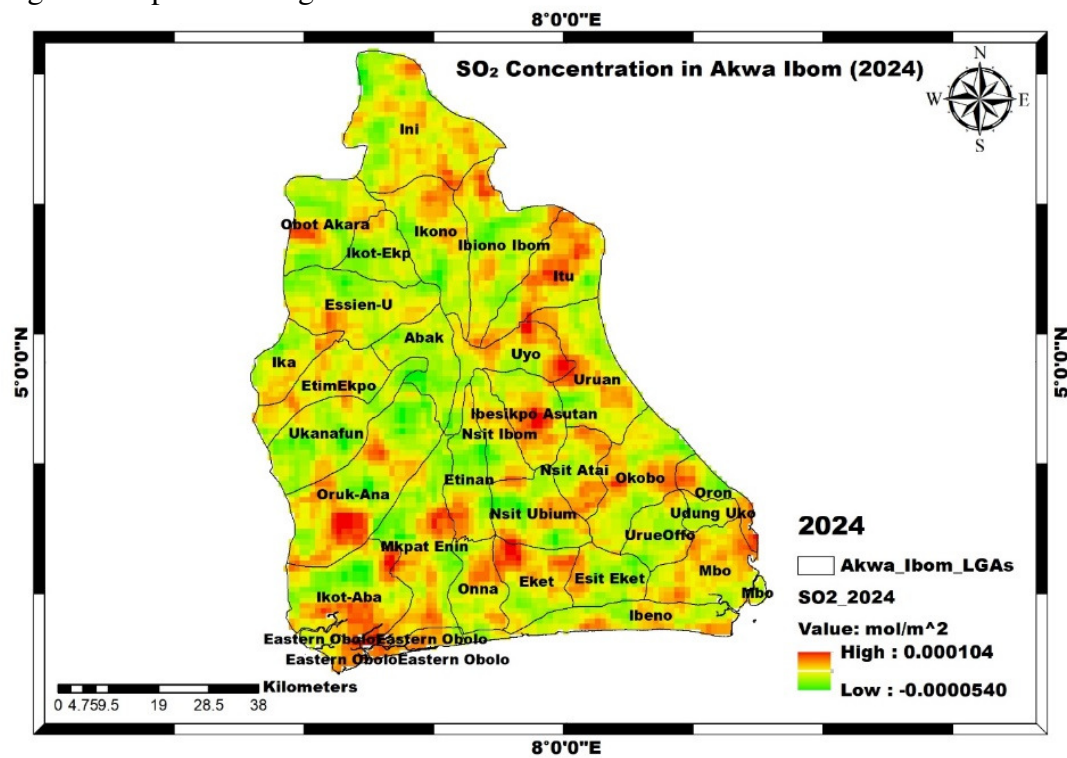 8°0'0"E
SO₂ Concentration in Akwa Ibom (2024)
N
W E
S
Ini
Obot Akara
Ikono
Ibiono Ibom
Ikot-Ekp
Itu
Essien-U
Abak
Uyo
Ika
EtimEkpo
Uruan
Ibesikpo Asutan
Ukanafun
Nsit Ibom
Nsit Atai
Etinan
Okobo
Oruk-Ana
Oron
Nsit Ubium
Udung Uko
UrueOffo
Mkpat Enin
Mbo
Onna
Eket
Esit Eket
Mbo
Ikot-Aba
Ibeno
Eastern Obolo
Eastern Obolo
Eastern Obolo
Eastern Obolo
5°0'0"N
5°0'0"N
2024
Akwa_Ibom_LGAs
SO2_2024
Value: mol/m^2
High : 0.000104
Low : -0.0000540
Kilometers
0 4.759.5 19 28.5 38
8°0'0"E